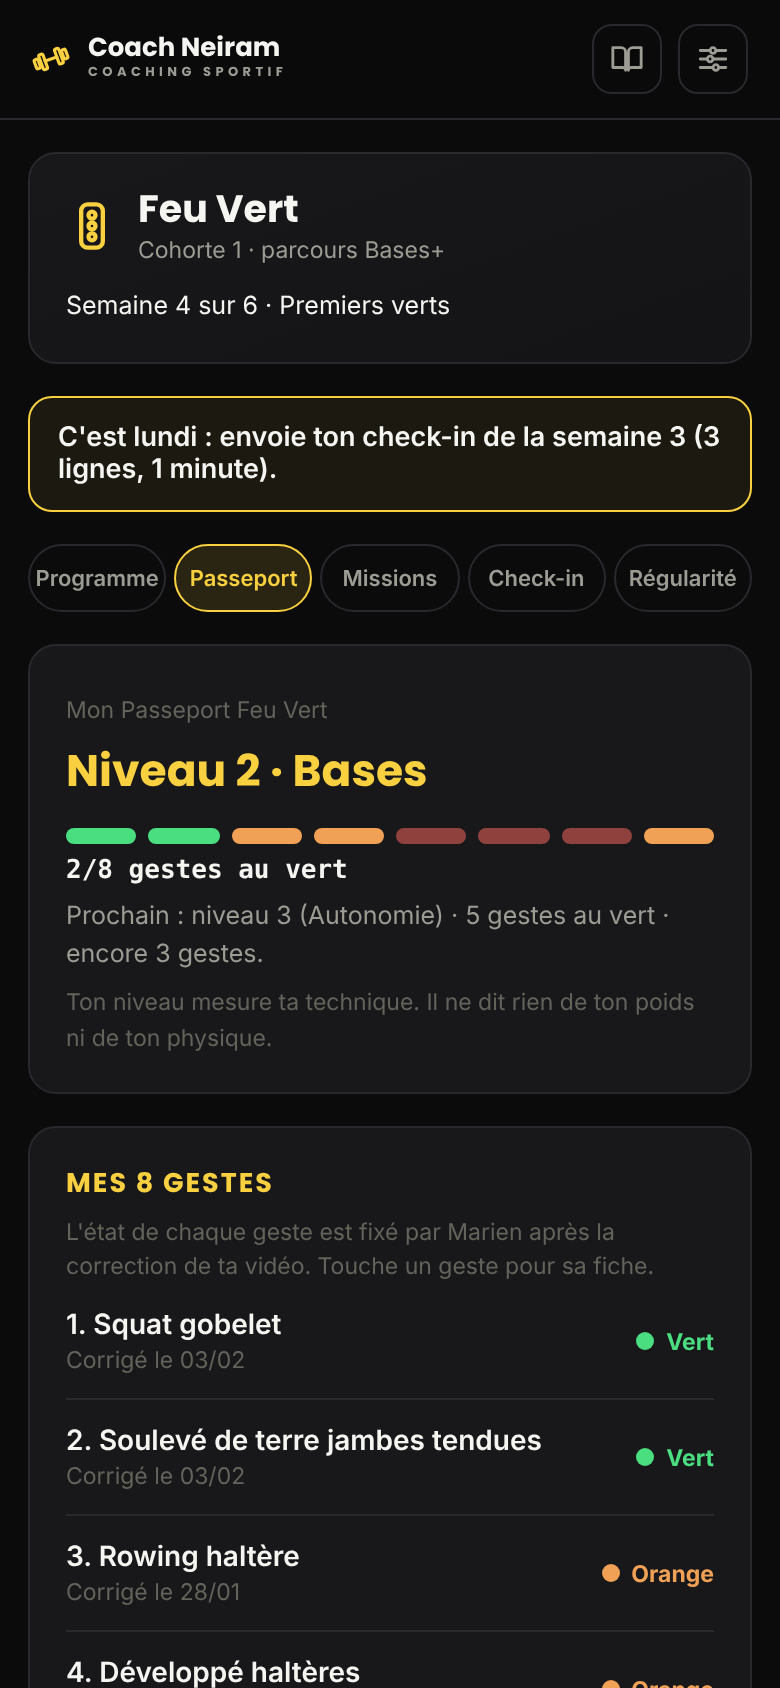 Coach Neiram
COACHING SPORTIF
Feu Vert
Cohorte 1 · parcours Bases+
Semaine 4 sur 6 · Premiers verts
C'est lundi : envoie ton check-in de la semaine 3 (3
lignes, 1 minute).
Programme
Passeport
Missions
Check-in
Régularité
Mon Passeport Feu Vert
Niveau 2 · Bases
2/8 gestes au vert
Prochain : niveau 3 (Autonomie) · 5 gestes au vert ·
encore 3 gestes.
Ton niveau mesure ta technique. Il ne dit rien de ton poids
ni de ton physique.
MES 8 GESTES
L'état de chaque geste est fixé par Marien après la
correction de ta vidéo. Touche un geste pour sa fiche.
1. Squat gobelet
Corrigé le 03/02
Vert
2. Soulevé de terre jambes tendues
Corrigé le 03/02
Vert
3. Rowing haltère
Corrigé le 28/01
Orange
4. Développé haltères
Orange